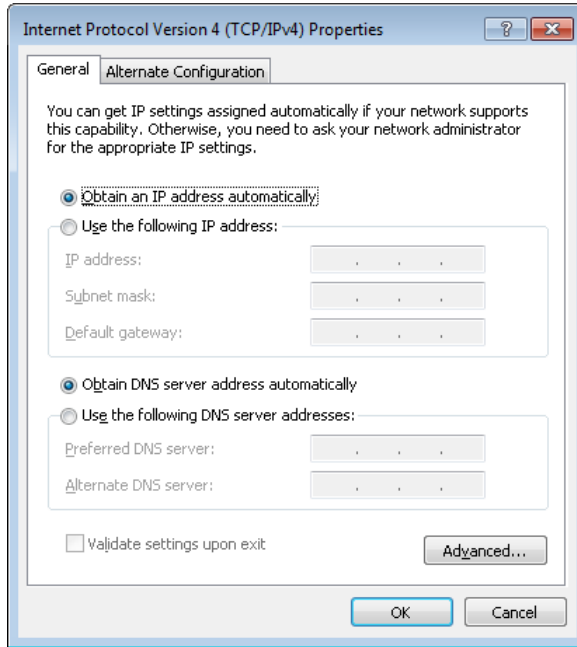 Internet Protocol Version 4 (TCP/IPv4) Properties
General
Alternate Configuration
You can get IP settings assigned automatically if your network supports
this capability. Otherwise, you need to ask your network administrator
for the appropriate IP settings.
Obtain an IP address automatically
Use the following IP address:
IP address:
. . .
Subnet mask:
. . .
Default gateway:
. . .
Obtain DNS server address automatically
Use the following DNS server addresses:
Preferred DNS server:
. . .
Alternate DNS server:
. . .
Validate settings upon exit
Advanced...
OK
Cancel